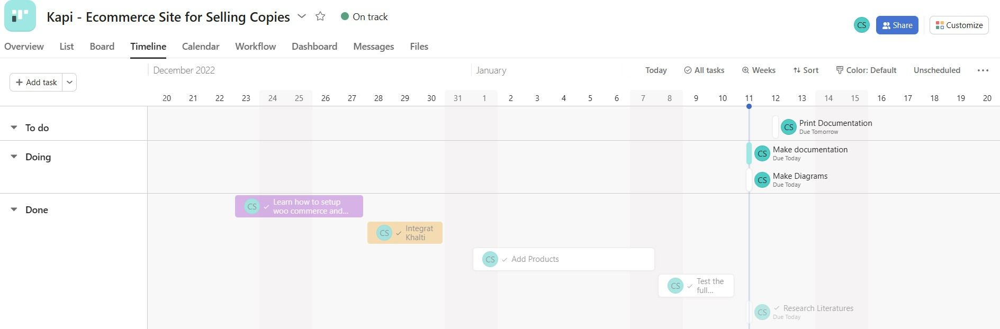 Kapi - Ecommerce Site for Selling Copies
On track
CS
Share
Customize
Overview List Board Timeline Calendar Workflow Dashboard Messages Files
Add task
December 2022
January
Today
All tasks
Weeks
Sort
Color: Default
Unscheduled
20 21 22 23 24 25 26 27 28 29 30 31 1 2 3 4 5 6 7 8 9 10 11 12 13 14 15 16 17 18 19 20
To do
CS
Print Documentation
Due Tomorrow
Doing
CS
Make documentation
Due Today
CS
Make Diagrams
Due Today
Done
CS
Learn how to setup
woo commerce and...
CS
Integrat
Khalti
CS
Add Products
CS
Test the
full...
CS
Research Literatures
Due Today